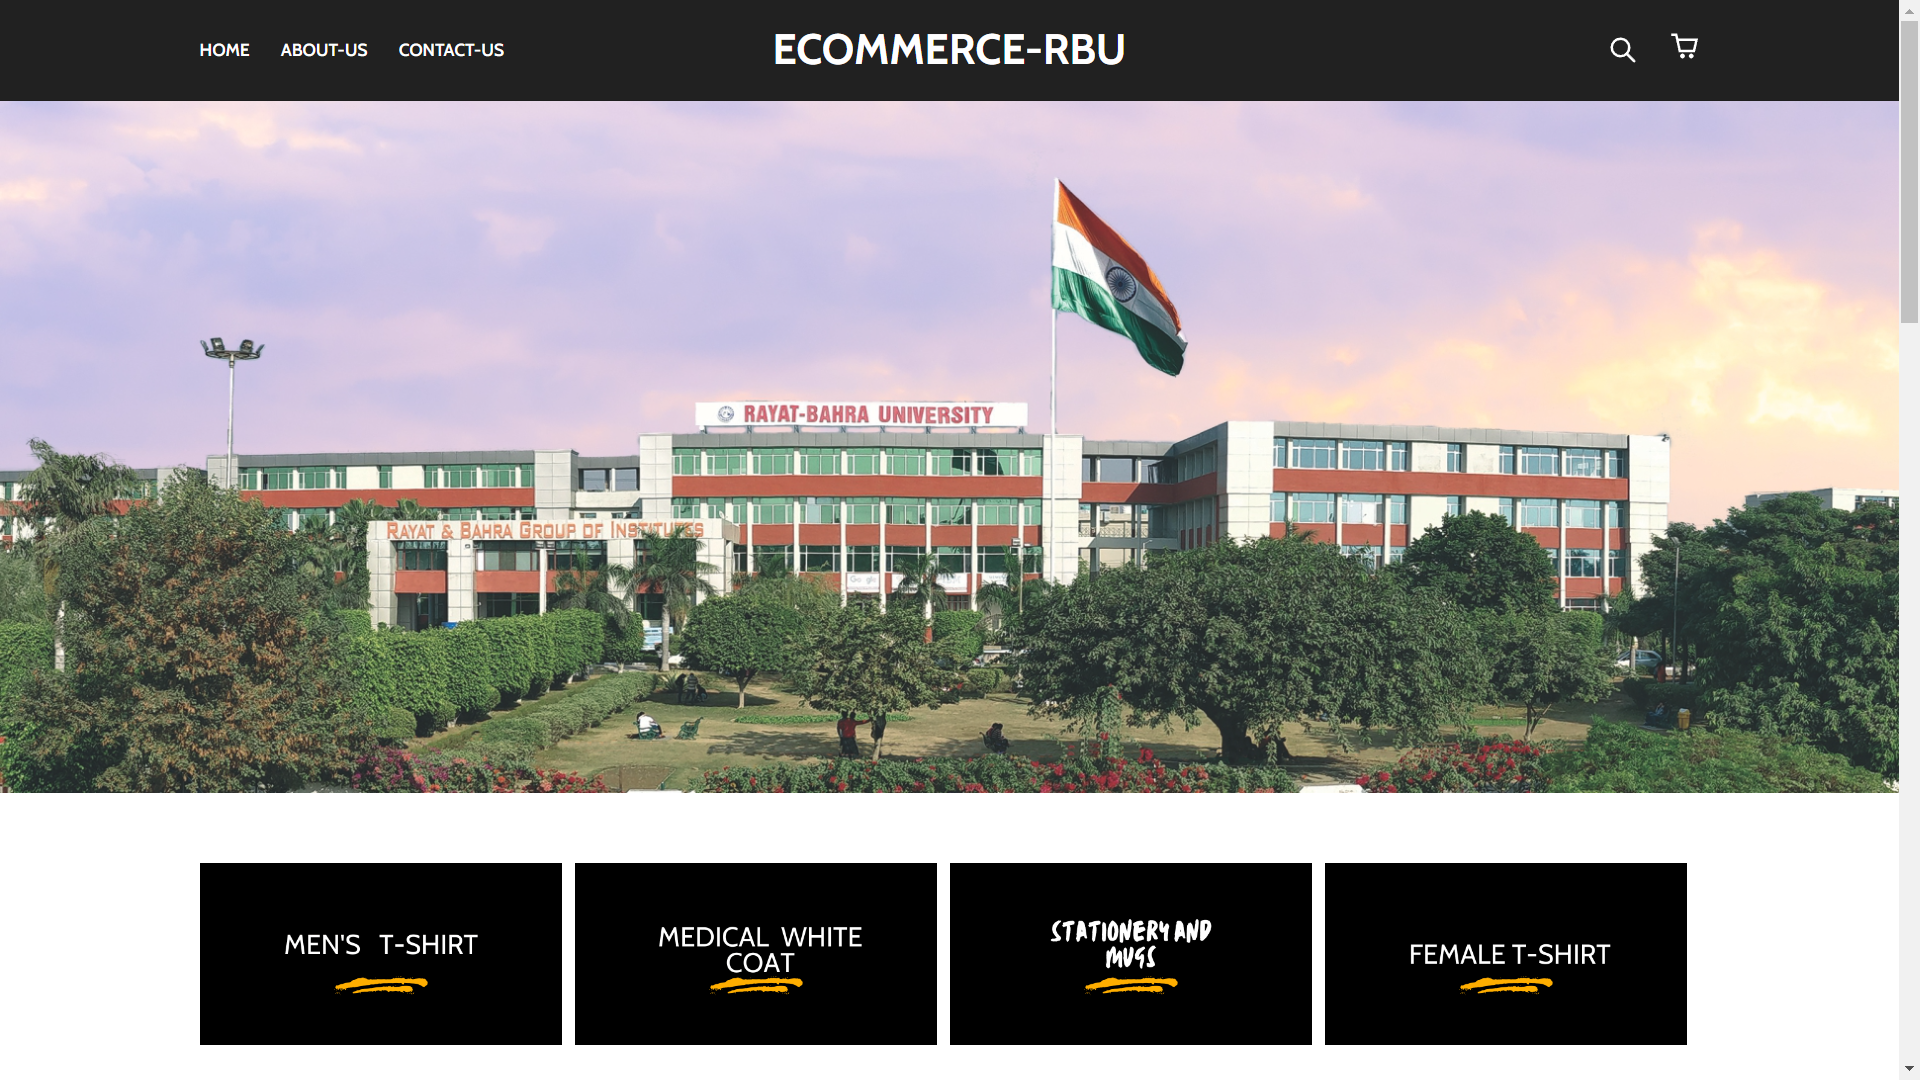 HOME ABOUT-US CONTACT-US ECOMMERCE-RBU
RAYAT-BAHRA UNIVERSITY
RAYAT & BAHRA GROUP OF INSTITUTES
MEN'S T-SHIRT
MEDICAL WHITE
COAT
STATIONERY AND
MUGS
FEMALE T-SHIRT